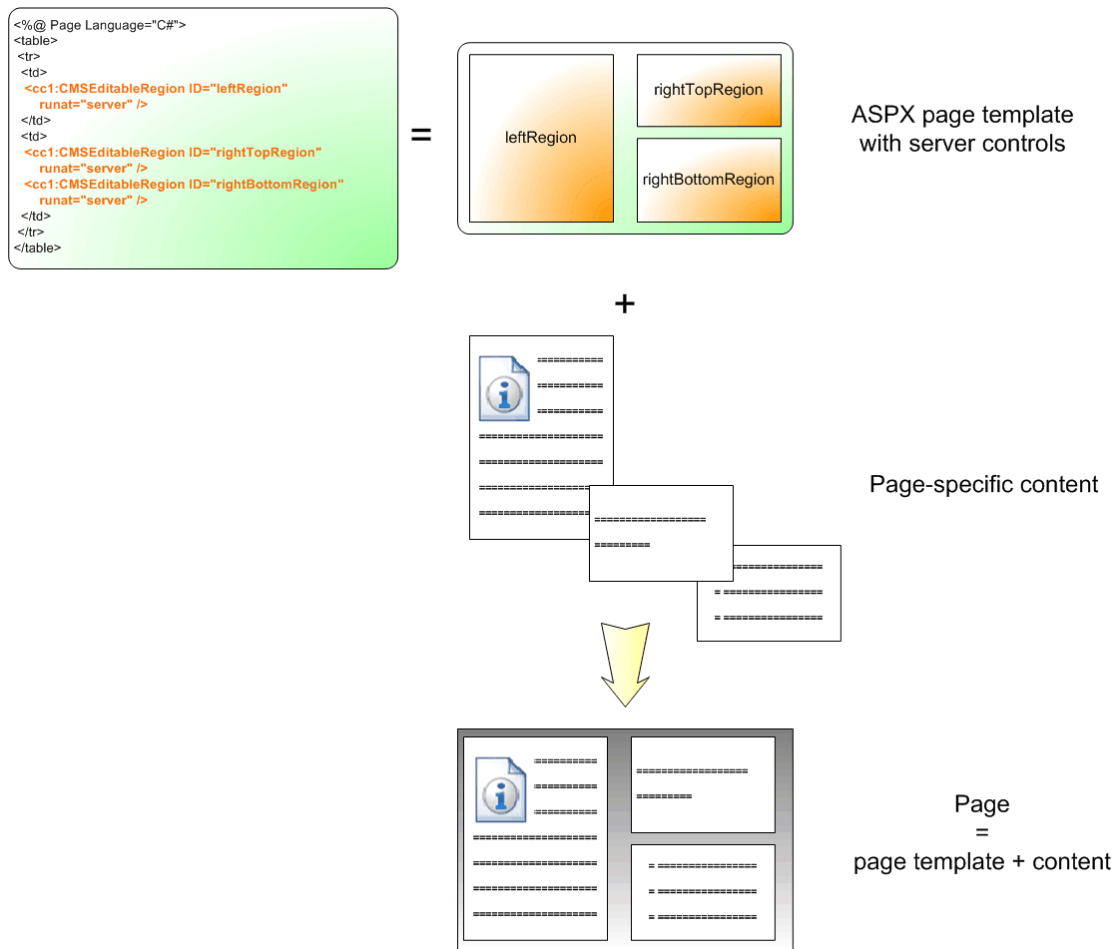 <%@ Page Language="C#">
<table>
<tr>
<td>
<cc1:CMSEditableRegion ID="leftRegion"
runat="server" />
</td>
<td>
<cc1:CMSEditableRegion ID="rightTopRegion"
runat="server" />
<cc1:CMSEditableRegion ID="rightBottomRegion"
runat="server" />
</td>
</tr>
</table>
=
leftRegion
rightTopRegion
rightBottomRegion
ASPX page template
with server controls
+
Page-specific content
Page
=
page template + content